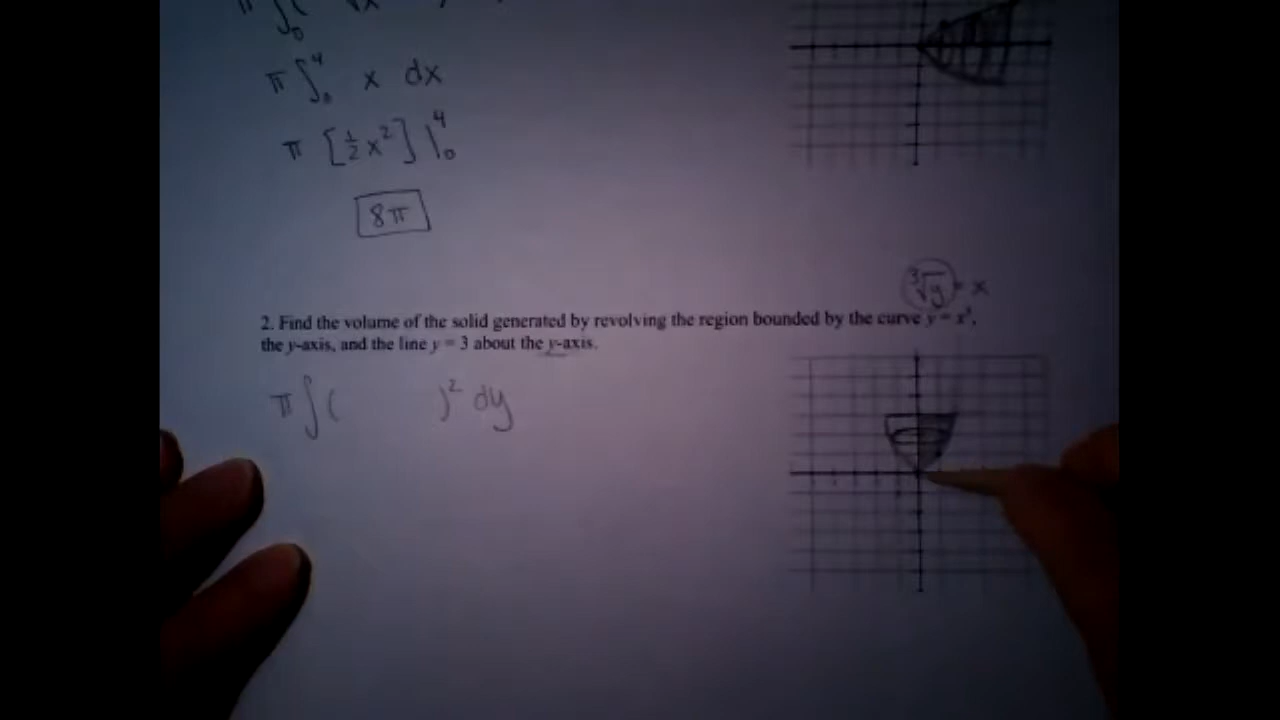 π ∫₀ ( √x
π ∫₀⁴ x dx
π [½x²] |₀⁴
8π
∛y = x
2. Find the volume of the solid generated by revolving the region bounded by the curve y = x³,
the y-axis, and the line y = 3 about the y-axis.
π ∫ ( )² dy